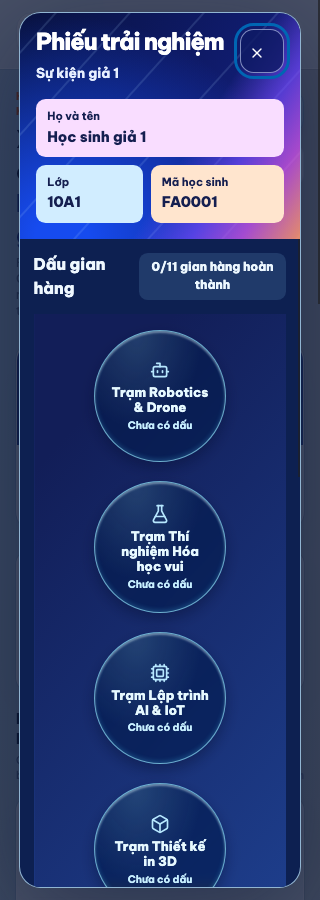 Phiếu trải nghiệm
Sự kiện giả 1
Họ và tên
Học sinh giả 1
Lớp
10A1
Mã học sinh
FA0001
Dấu gian
hàng
0/11 gian hàng hoàn
thành
Trạm Robotics
& Drone
Chưa có dấu
Trạm Thí
nghiệm Hóa
học vui
Chưa có dấu
Trạm Lập trình
AI & IoT
Chưa có dấu
Trạm Thiết kế
in 3D
Chưa có dấu